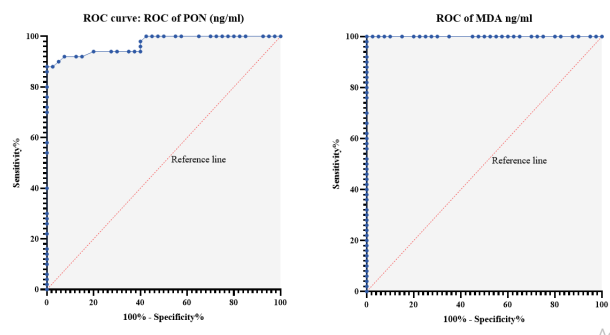 ROC curve: ROC of PON (ng/ml)
100
80
60
40
20
0
Sensitivity%
Reference line
0 20 40 60 80 100
100% - Specificity%
ROC of MDA ng/ml
100
80
60
40
20
0
Sensitivity%
Reference line
0 20 40 60 80 100
100% - Specificity%